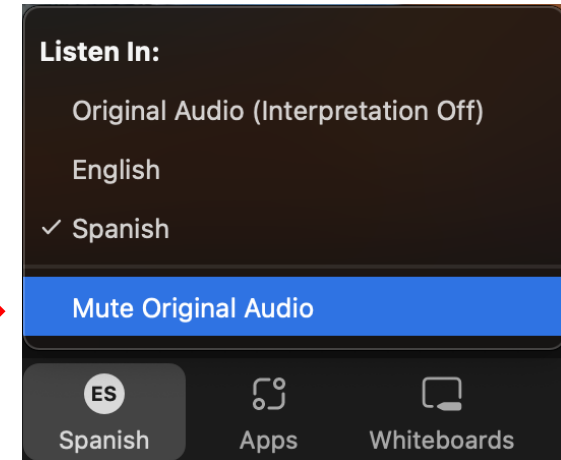 Listen In:
Original Audio (Interpretation Off)
English
✓ Spanish
Mute Original Audio
ES
Spanish Apps Whiteboards